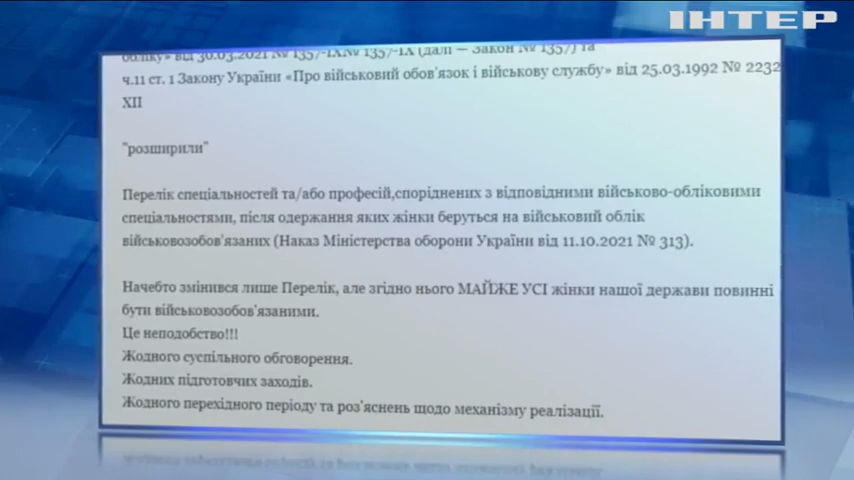 ІНТЕР
обліку» від 30.03.2021 № 1357-IX№ 1357-IX (далі — Закон № 1357) та
ч.11 ст. 1 Закону України «Про військовий обов'язок і військову службу» від 25.03.1992 № 2232
XII
"розширили"
Перелік спеціальностей та/або професій,споріднених з відповідними військово-обліковими
спеціальностями, після одержання яких жінки беруться на військовий облік
військовозобов'язаних (Наказ Міністерства оборони України від 11.10.2021 № 313).
Начебто змінився лише Перелік, але згідно нього МАЙЖЕ УСІ жінки нашої держави повинні
бути військовозобов'язаними.
Це неподобство!!!
Жодного суспільного обговорення.
Жодних підготовчих заходів.
Жодного перехідного періоду та роз'яснень щодо механізму реалізації.